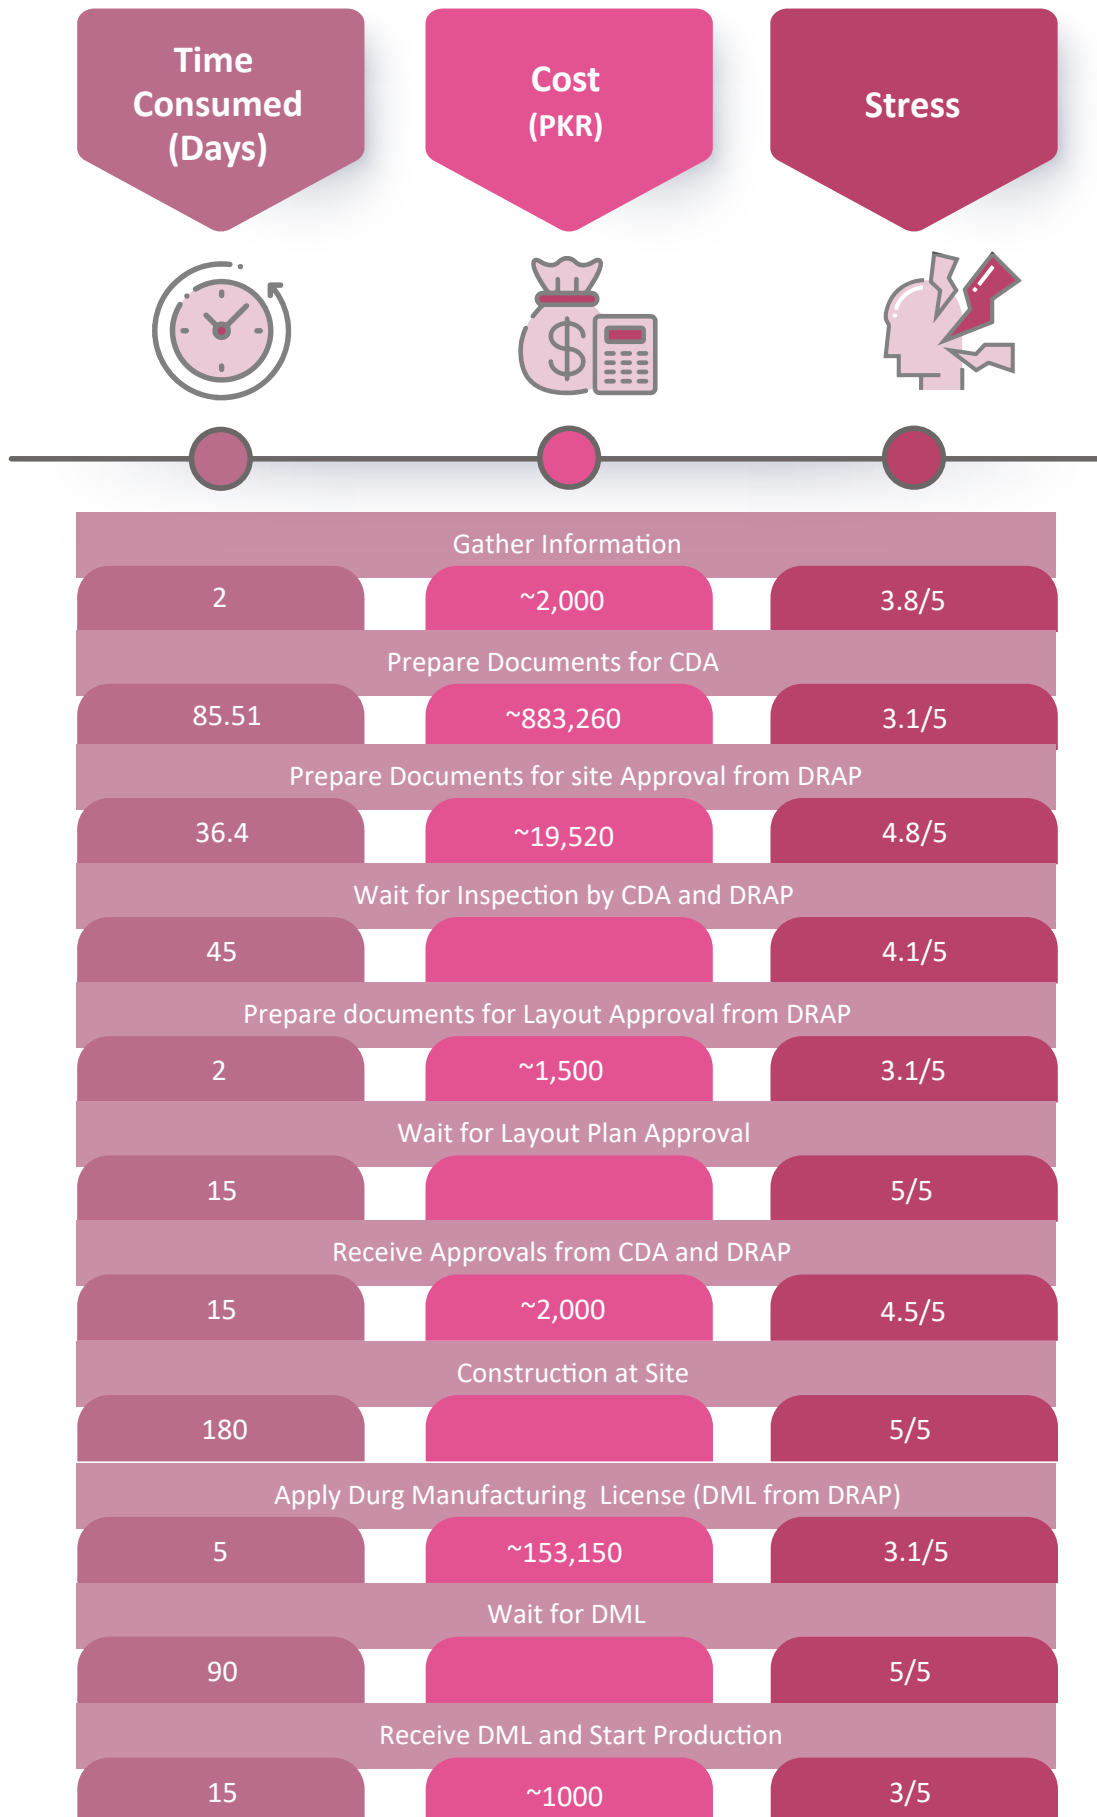 Time
Consumed
(Days)
Cost
(PKR)
Stress
Gather Information
2 ~2,000 3.8/5
Prepare Documents for CDA
85.51 ~883,260 3.1/5
Prepare Documents for site Approval from DRAP
36.4 ~19,520 4.8/5
Wait for Inspection by CDA and DRAP
45 4.1/5
Prepare documents for Layout Approval from DRAP
2 ~1,500 3.1/5
Wait for Layout Plan Approval
15 5/5
Receive Approvals from CDA and DRAP
15 ~2,000 4.5/5
Construction at Site
180 5/5
Apply Durg Manufacturing License (DML from DRAP)
5 ~153,150 3.1/5
Wait for DML
90 5/5
Receive DML and Start Production
15 ~1000 3/5